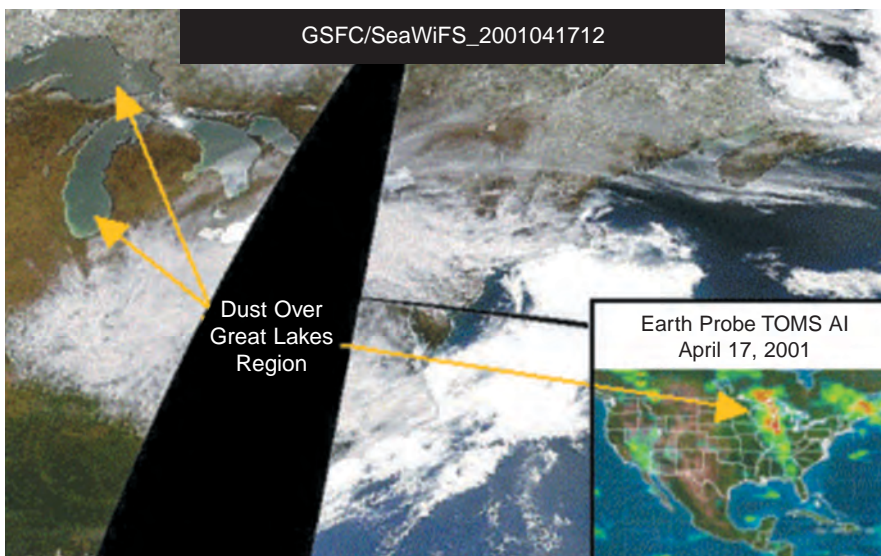 GSFC/SeaWiFS_2001041712
Dust Over
Great Lakes
Region
Earth Probe TOMS AI
April 17, 2001